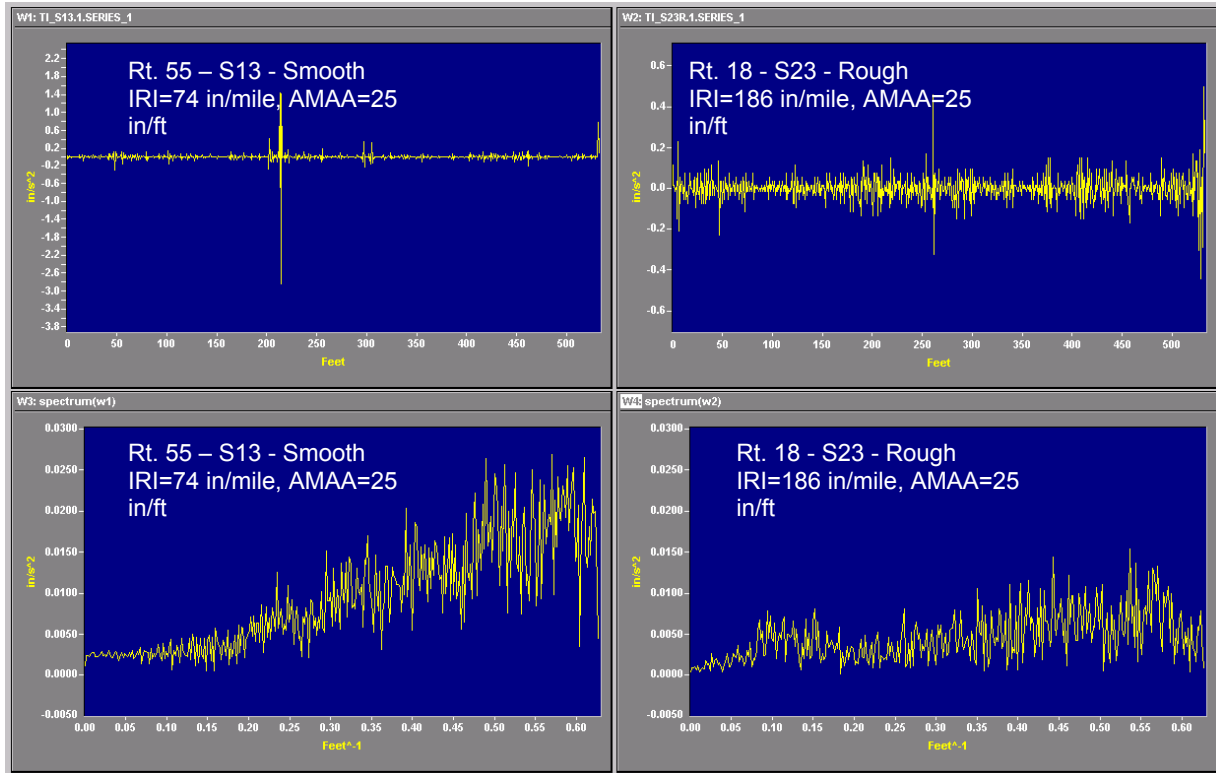 W1: TI_S13.1.SERIES_1
Rt. 55 – S13 - Smooth
IRI=74 in/mile, AMAA=25
in/ft
2.2
1.8
1.4
1.0
0.6
0.2
-0.2
-0.6
-1.0
-1.4
-1.8
-2.2
-2.6
-3.0
-3.4
-3.8
in/s^2
0 50 100 150 200 250 300 350 400 450 500
Feet
W2: TI_S23R.1.SERIES_1
Rt. 18 - S23 - Rough
IRI=186 in/mile, AMAA=25
in/ft
0.6
0.4
0.2
0.0
-0.2
-0.4
-0.6
in/s^2
0 50 100 150 200 250 300 350 400 450 500
Feet
W3: spectrum(w1)
Rt. 55 – S13 - Smooth
IRI=74 in/mile, AMAA=25
in/ft
0.0300
0.0250
0.0200
0.0150
0.0100
0.0050
0.0000
-0.0050
in/s^2
0.00 0.05 0.10 0.15 0.20 0.25 0.30 0.35 0.40 0.45 0.50 0.55 0.60
Feet^-1
W4: spectrum(w2)
Rt. 18 - S23 - Rough
IRI=186 in/mile, AMAA=25
in/ft
0.0300
0.0250
0.0200
0.0150
0.0100
0.0050
0.0000
-0.0050
in/s^2
0.00 0.05 0.10 0.15 0.20 0.25 0.30 0.35 0.40 0.45 0.50 0.55 0.60
Feet^-1